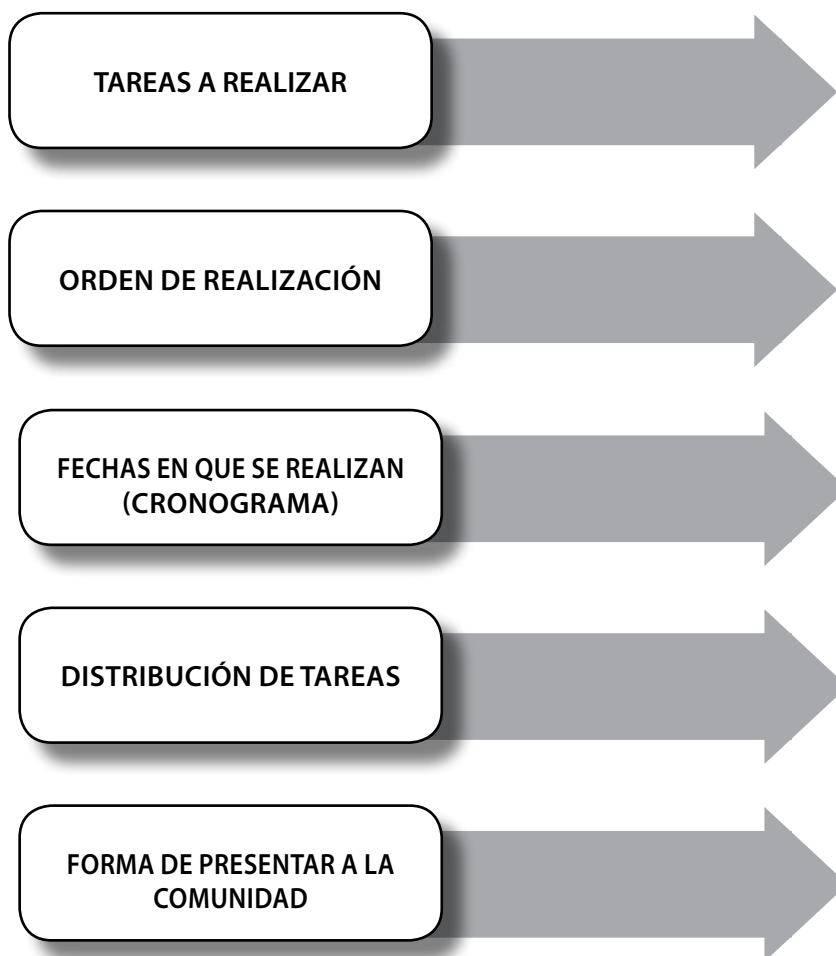 TAREAS A REALIZAR
ORDEN DE REALIZACIÓN
FECHAS EN QUE SE REALIZAN
(CRONOGRAMA)
DISTRIBUCIÓN DE TAREAS
FORMA DE PRESENTAR A LA
COMUNIDAD